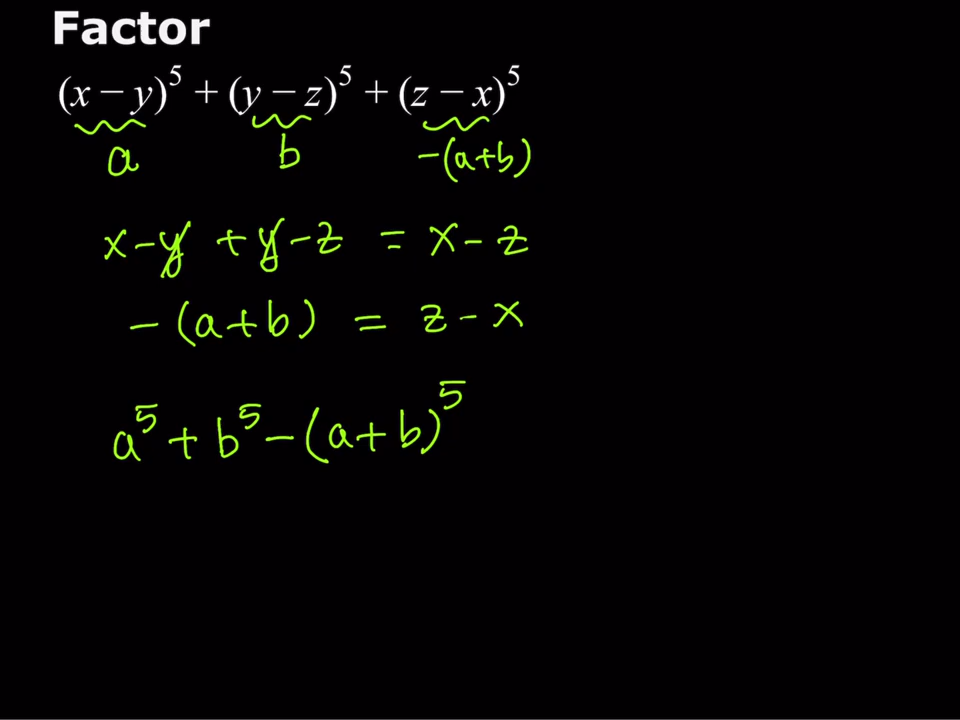 Factor
(x − y)^5 + (y − z)^5 + (z − x)^5
a b -(a+b)
x-y +y-z = x-z
-(a+b) = z-x
a^5+b^5-(a+b)^5